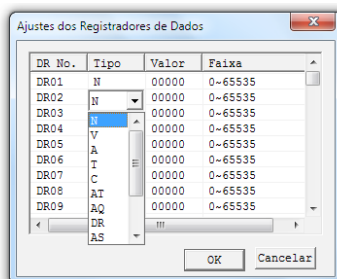 Ajustes dos Registradores de Dados
DR No. Tipo Valor Faixa
DR01 N 00000 0~65535
DR02 N 00000 0~65535
DR03 N 00000 0~65535
DR04 V 00000 0~65535
DR05 A 00000 0~65535
DR06 T 00000 0~65535
DR07 C 00000 0~65535
DR08 AT 00000 0~65535
DR09 AQ 00000 0~65535
DR
AS
OK Cancelar